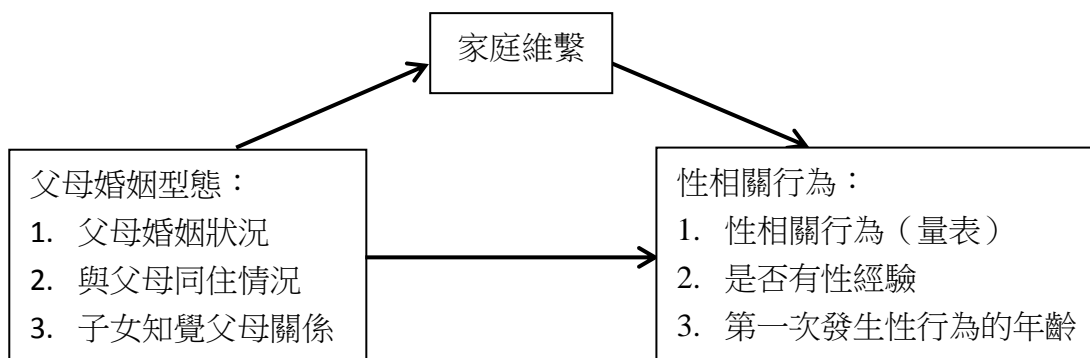 家庭維繫
父母婚姻型態：
1. 父母婚姻狀況
2. 與父母同住情況
3. 子女知覺父母關係
性相關行為：
1. 性相關行為（量表）
2. 是否有性經驗
3. 第一次發生性行為的年齡